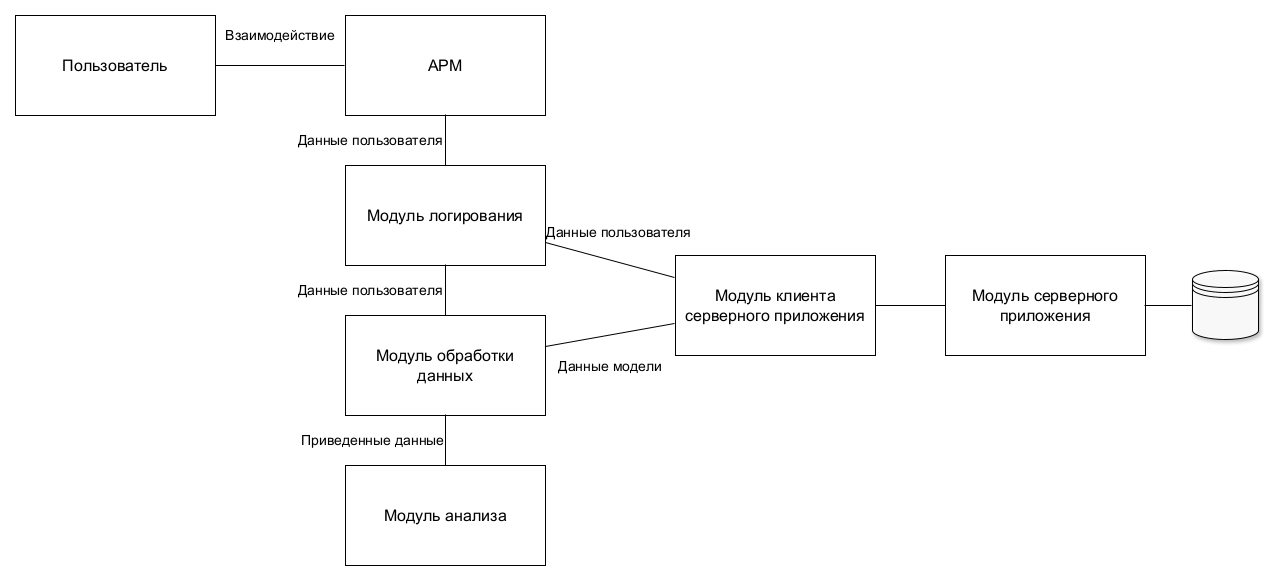 Взаимодействие
Пользователь
АРМ
Данные пользователя
Модуль логирования
Данные пользователя
Данные пользователя
Модуль клиента
серверного приложения
Модуль серверного
приложения
Модуль обработки
данных
Данные модели
Приведенные данные
Модуль анализа